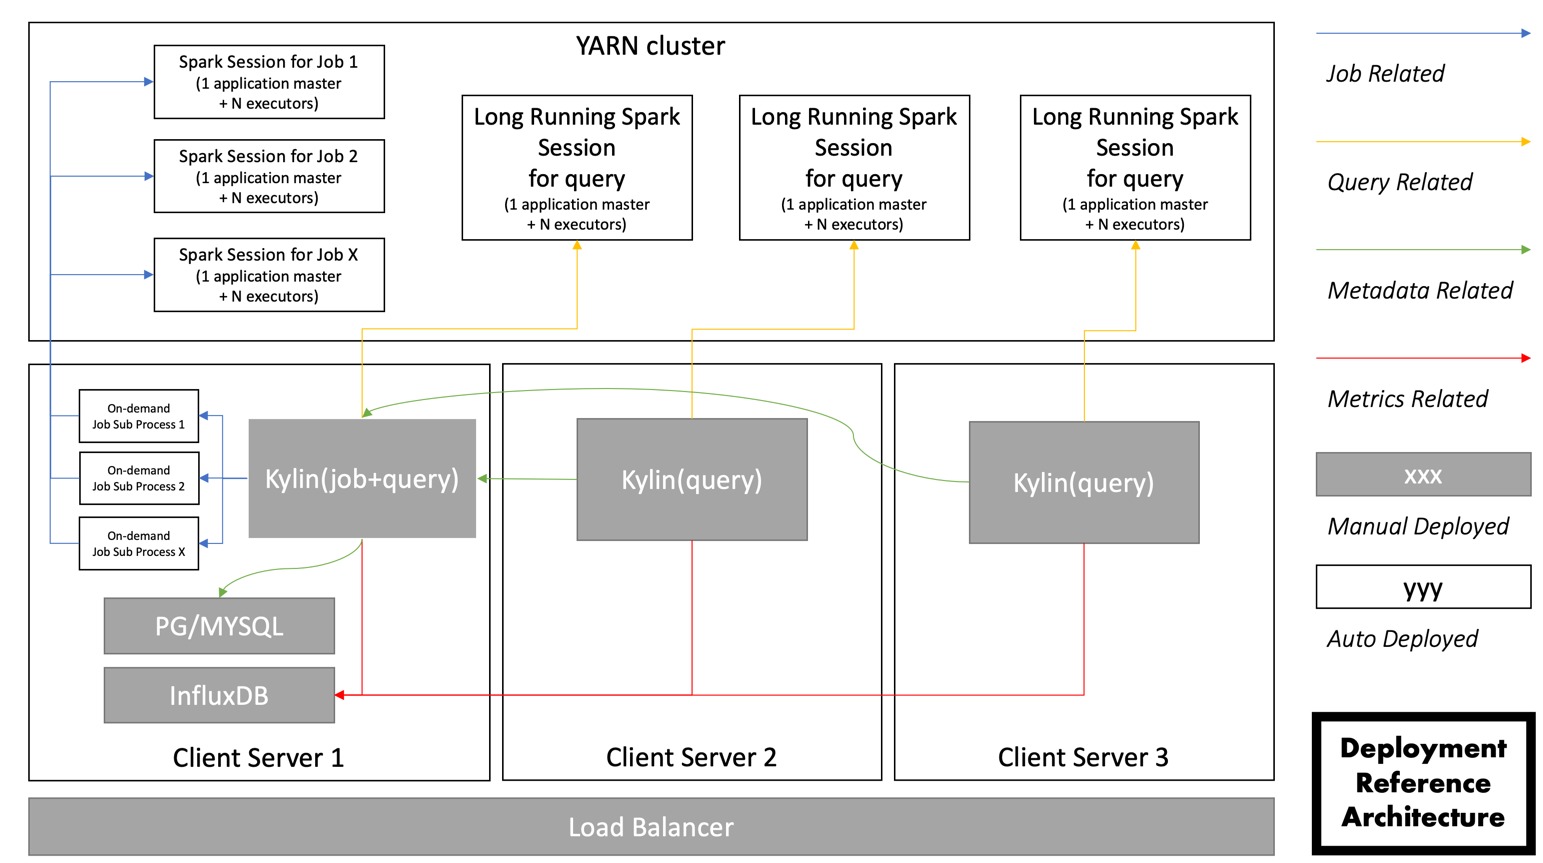 YARN cluster
Spark Session for Job 1
(1 application master
+ N executors)
Spark Session for Job 2
(1 application master
+ N executors)
Spark Session for Job X
(1 application master
+ N executors)
Long Running Spark
Session
for query
(1 application master
+ N executors)
Long Running Spark
Session
for query
(1 application master
+ N executors)
Long Running Spark
Session
for query
(1 application master
+ N executors)
On-demand
Job Sub Process 1
On-demand
Job Sub Process 2
On-demand
Job Sub Process X
Kylin(job+query)
PG/MYSQL
InfluxDB
Client Server 1
Kylin(query)
Client Server 2
Kylin(query)
Client Server 3
Load Balancer
Job Related
Query Related
Metadata Related
Metrics Related
xxx
Manual Deployed
yyy
Auto Deployed
Deployment
Reference
Architecture